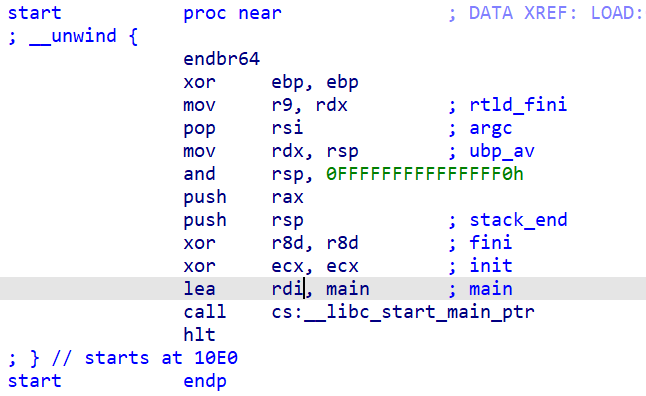 start proc near ; DATA XREF: LOAD:
; __unwind {
endbr64
xor ebp, ebp
mov r9, rdx ; rtld_fini
pop rsi ; argc
mov rdx, rsp ; ubp_av
and rsp, 0FFFFFFFFFFFFFFF0h
push rax
push rsp ; stack_end
xor r8d, r8d ; fini
xor ecx, ecx ; init
lea rdi, main ; main
call cs:__libc_start_main_ptr
hlt
; } // starts at 10E0
start endp